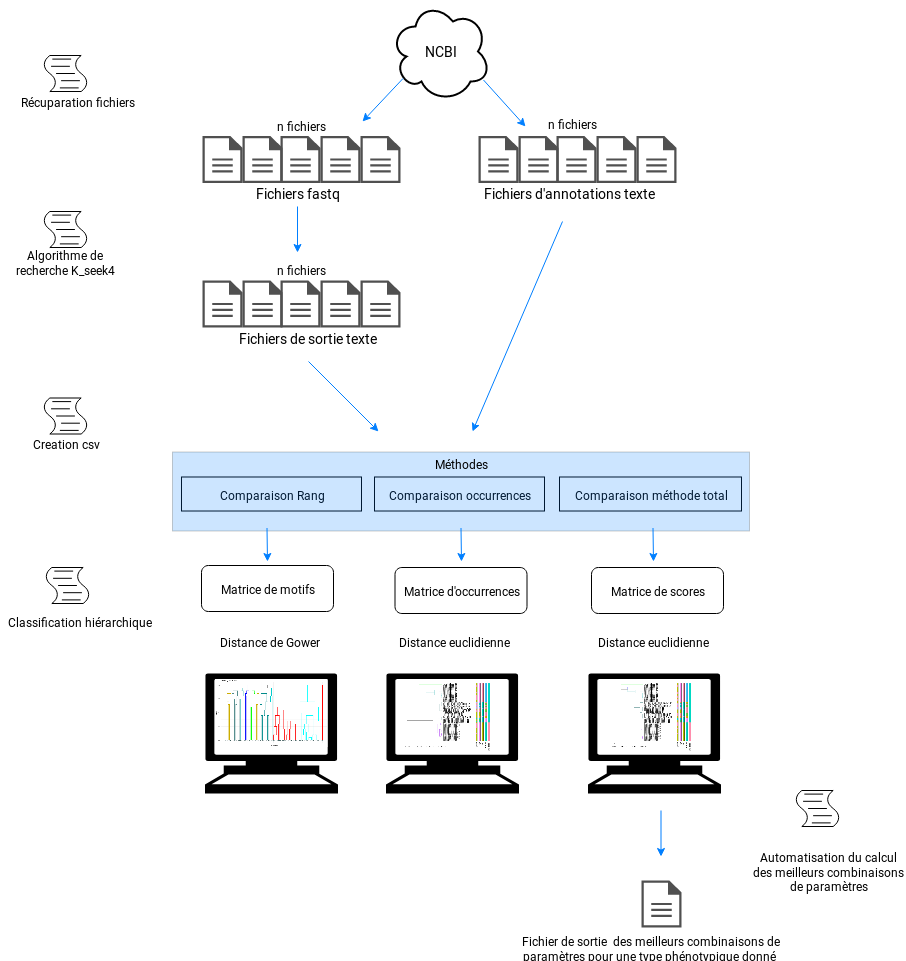 NCBI
Récuparation fichiers
n fichiers
n fichiers
Fichiers fastq
Fichiers d'annotations texte
Algorithme de
recherche K_seek4
n fichiers
Fichiers de sortie texte
Creation csv
Méthodes
Comparaison Rang
Comparaison occurrences
Comparaison méthode total
Matrice de motifs
Matrice d'occurrences
Matrice de scores
Classification hiérarchique
Distance de Gower
Distance euclidienne
Distance euclidienne
Automatisation du calcul
des meilleurs combinaisons
de paramètres
Fichier de sortie des meilleurs combinaisons de
paramètres pour une type phénotypique donné